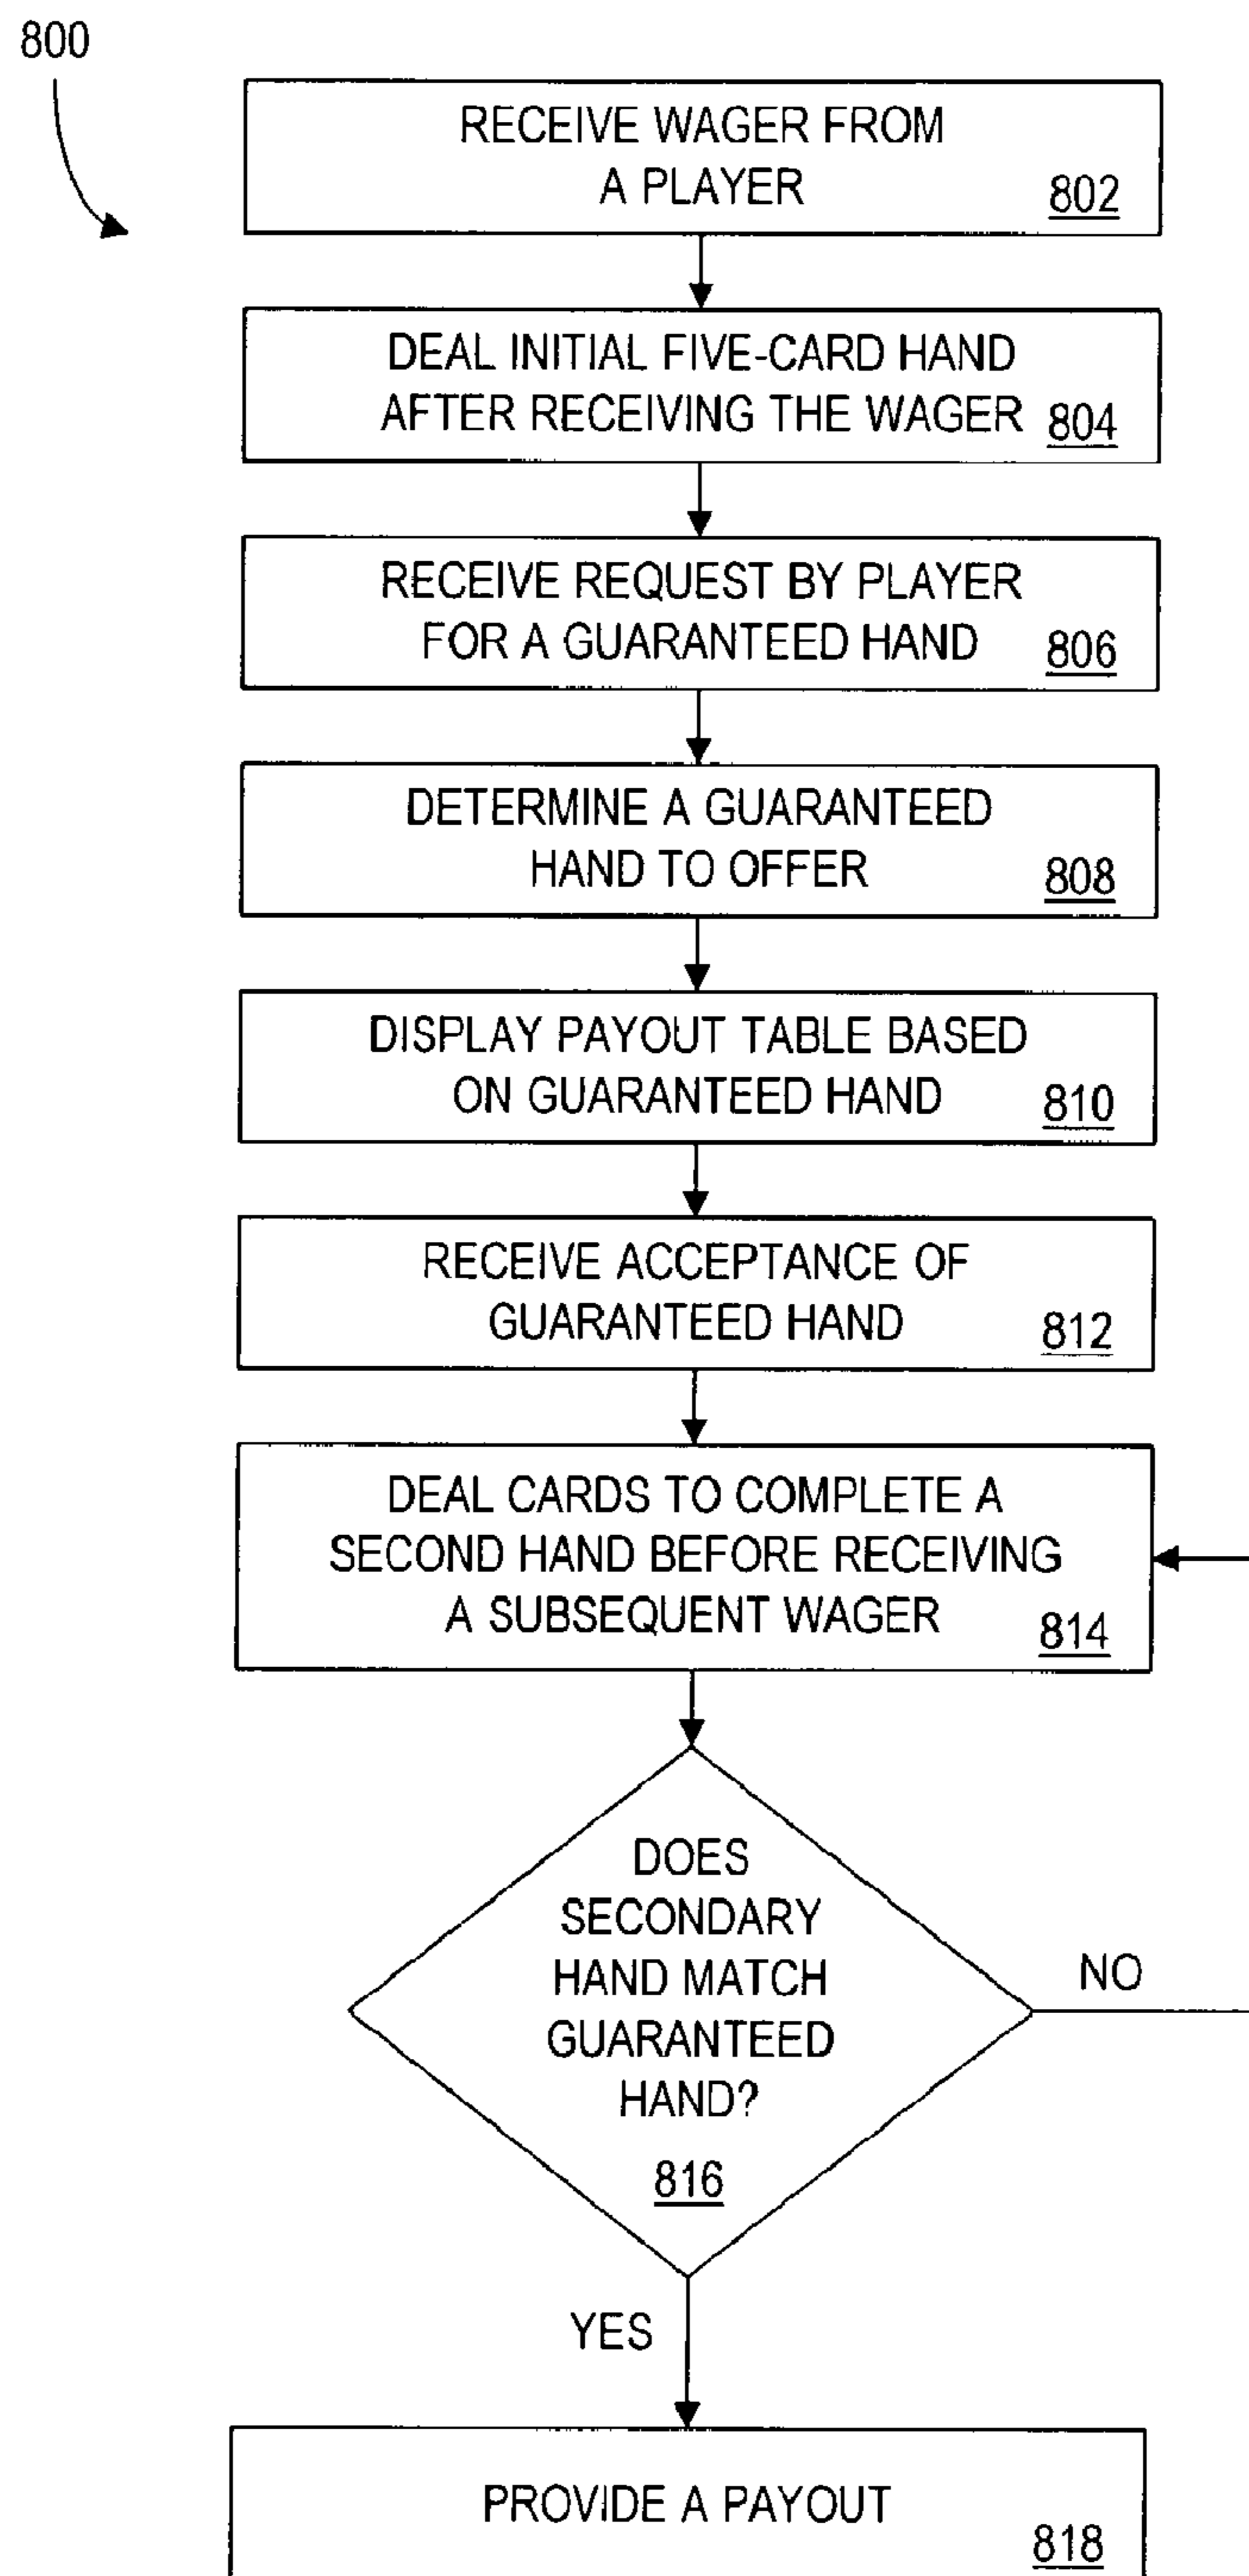 800
RECEIVE WAGER FROM
A PLAYER
802
DEAL INITIAL FIVE-CARD HAND
AFTER RECEIVING THE WAGER
804
RECEIVE REQUEST BY PLAYER
FOR A GUARANTEED HAND
806
DETERMINE A GUARANTEED
HAND TO OFFER
808
DISPLAY PAYOUT TABLE BASED
ON GUARANTEED HAND
810
RECEIVE ACCEPTANCE OF
GUARANTEED HAND
812
DEAL CARDS TO COMPLETE A
SECOND HAND BEFORE RECEIVING
A SUBSEQUENT WAGER
814
DOES
SECONDARY
HAND MATCH
GUARANTEED
HAND?
816
NO
YES
PROVIDE A PAYOUT
818